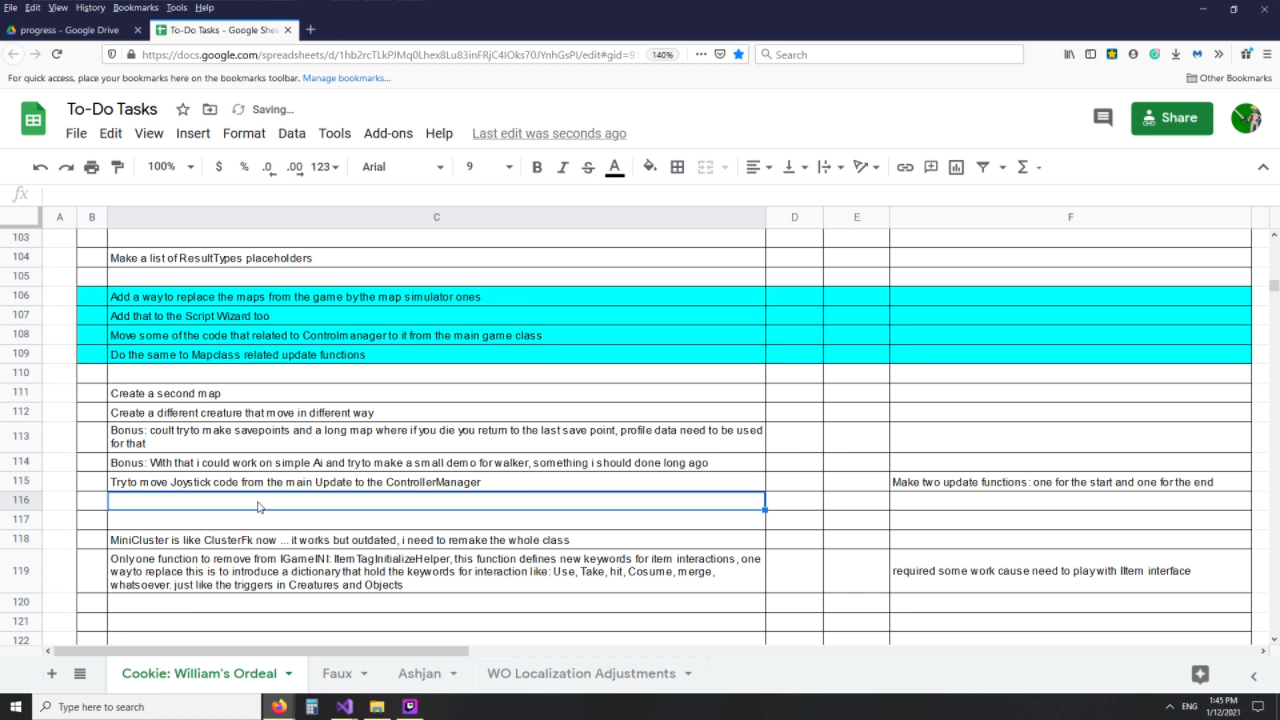 File Edit View History Bookmarks Tools Help
progress - Google Drive
To-Do Tasks - Google Shee
https://docs.google.com/spreadsheets/d/1hb2rcTLkPJMq0Lhex8Lu83inFRjC4IOks70JYnhGsPI/edit#gid=91
140%
Search
For quick access, place your bookmarks here on the bookmarks toolbar. Manage bookmarks...
Other Bookmarks
To-Do Tasks
Saving...
File Edit View Insert Format Data Tools Add-ons Help
Last edit was seconds ago
Share
100% $ % .0 .00 123 Arial 9 B I S A
fx
A B C D E F
103
104 Make a list of ResultTypes placeholders
105
106 Add a way to replace the maps from the game by the map simulator ones
107 Add that to the Script Wizard too
108 Move some of the code that related to Controlmanager to it from the main game class
109 Do the same to Mapclass related update functions
110
111 Create a second map
112 Create a different creature that move in different way
113 Bonus: coult try to make savepoints and a long map where if you die you return to the last save point, profile data need to be used
for that
114 Bonus: With that i could work on simple Ai and try to make a small demo for walker, something i should done long ago
115 Try to move Joystick code from the main Update to the ControllerManager
Make two update functions: one for the start and one for the end
116
117
118 MiniCluster is like ClusterFk now ... it works but outdated, i need to remake the whole class
119 Only one function to remove from IGameINI: ItemTagInitializeHelper, this function defines new keywords for item interactions, one
way to replace this is to introduce a dictionary that hold the keywords for interaction like: Use, Take, hit, Cosume, merge,
whatsoever. just like the triggers in Creatures and Objects
required some work cause need to play with IItem interface
120
121
122
Cookie: William's Ordeal
Faux
Ashjan
WO Localization Adjustments
Type here to search
ENG
1:45 PM
1/12/2021